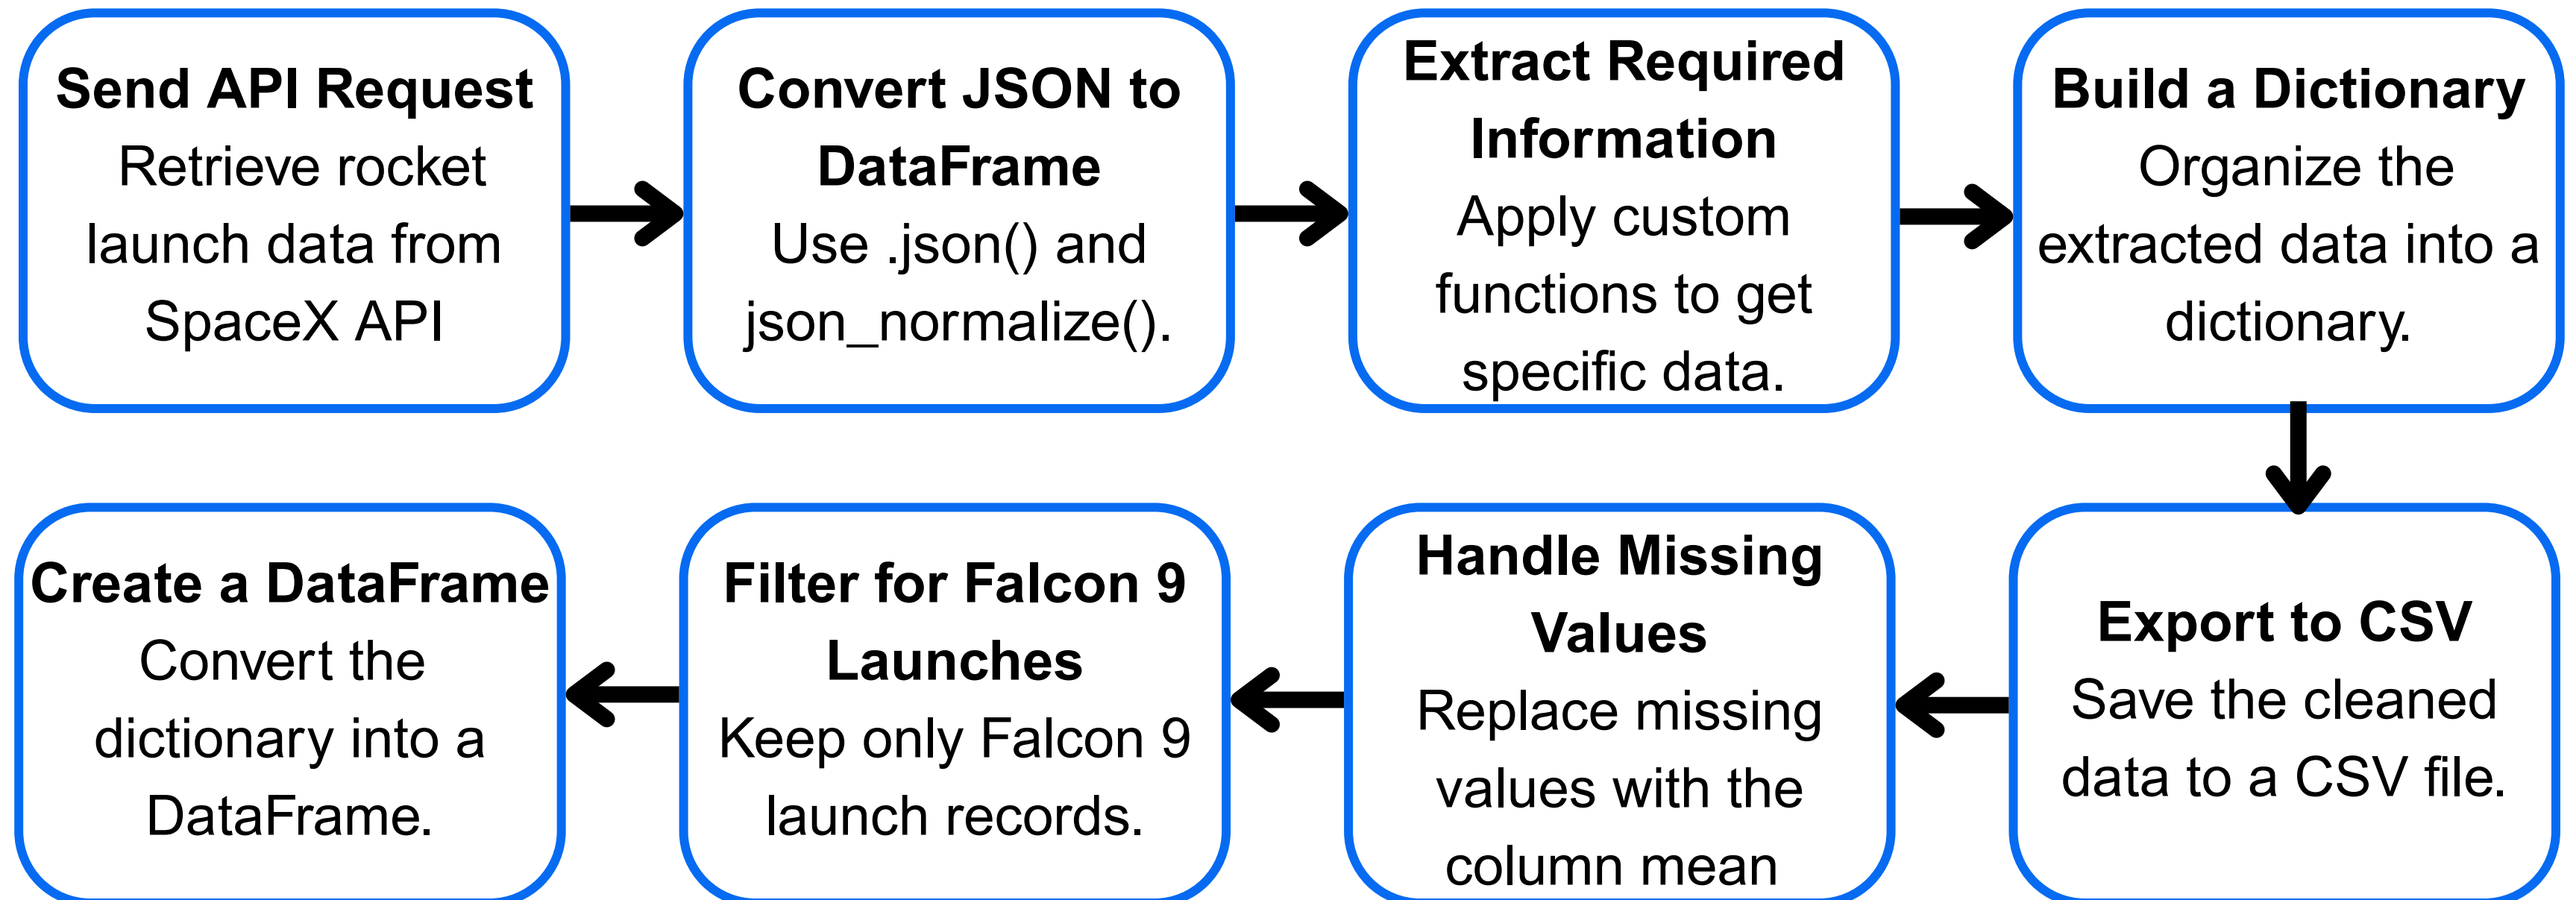 Send API Request
Retrieve rocket
launch data from
SpaceX API
Convert JSON to
DataFrame
Use .json() and
json_normalize().
Extract Required
Information
Apply custom
functions to get
specific data.
Build a Dictionary
Organize the
extracted data into a
dictionary.
Create a DataFrame
Convert the
dictionary into a
DataFrame.
Filter for Falcon 9
Launches
Keep only Falcon 9
launch records.
Handle Missing
Values
Replace missing
values with the
column mean
Export to CSV
Save the cleaned
data to a CSV file.